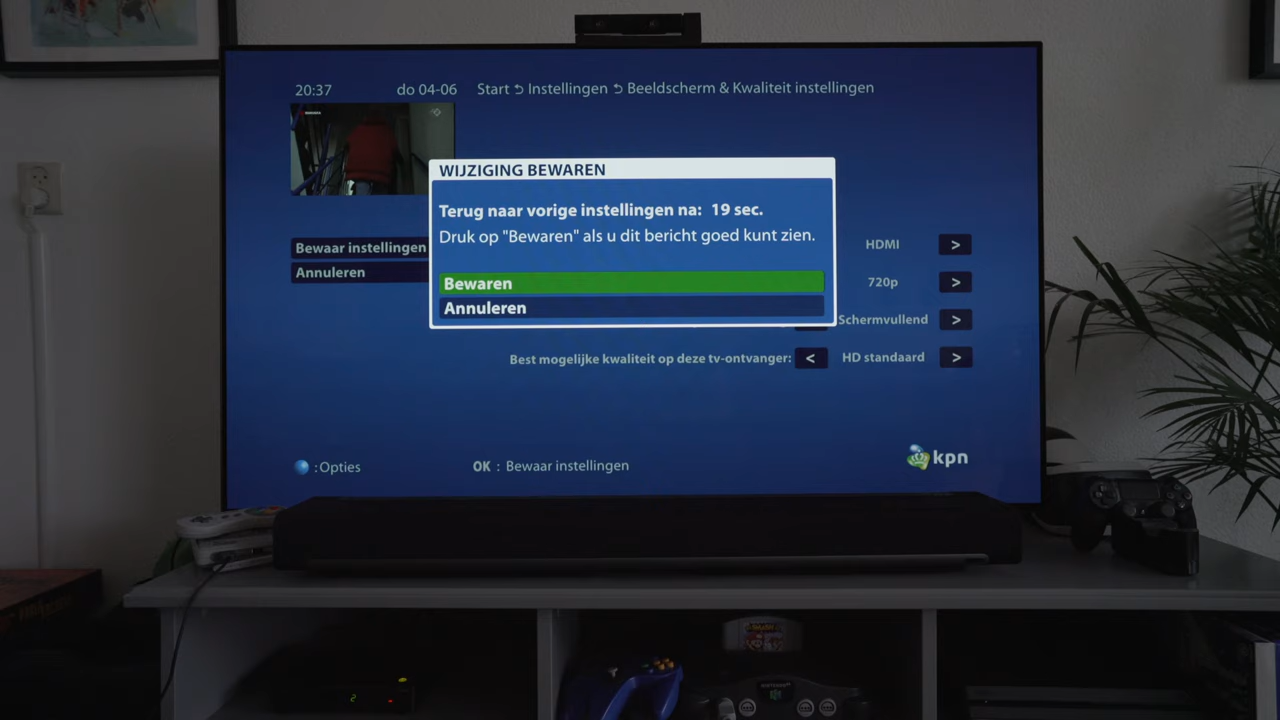 20:37 do 04-06 Start ⮌ Instellingen ⮌ Beeldscherm & Kwaliteit instellingen
WIJZIGING BEWAREN
Terug naar vorige instellingen na: 19 sec.
Druk op "Bewaren" als u dit bericht goed kunt zien.
Bewaren
Annuleren
Bewaar instellingen
Annuleren
HDMI >
720p >
Schermvullend >
Best mogelijke kwaliteit op deze tv-ontvanger: < HD standaard >
:Opties
OK : Bewaar instellingen
kpn
2